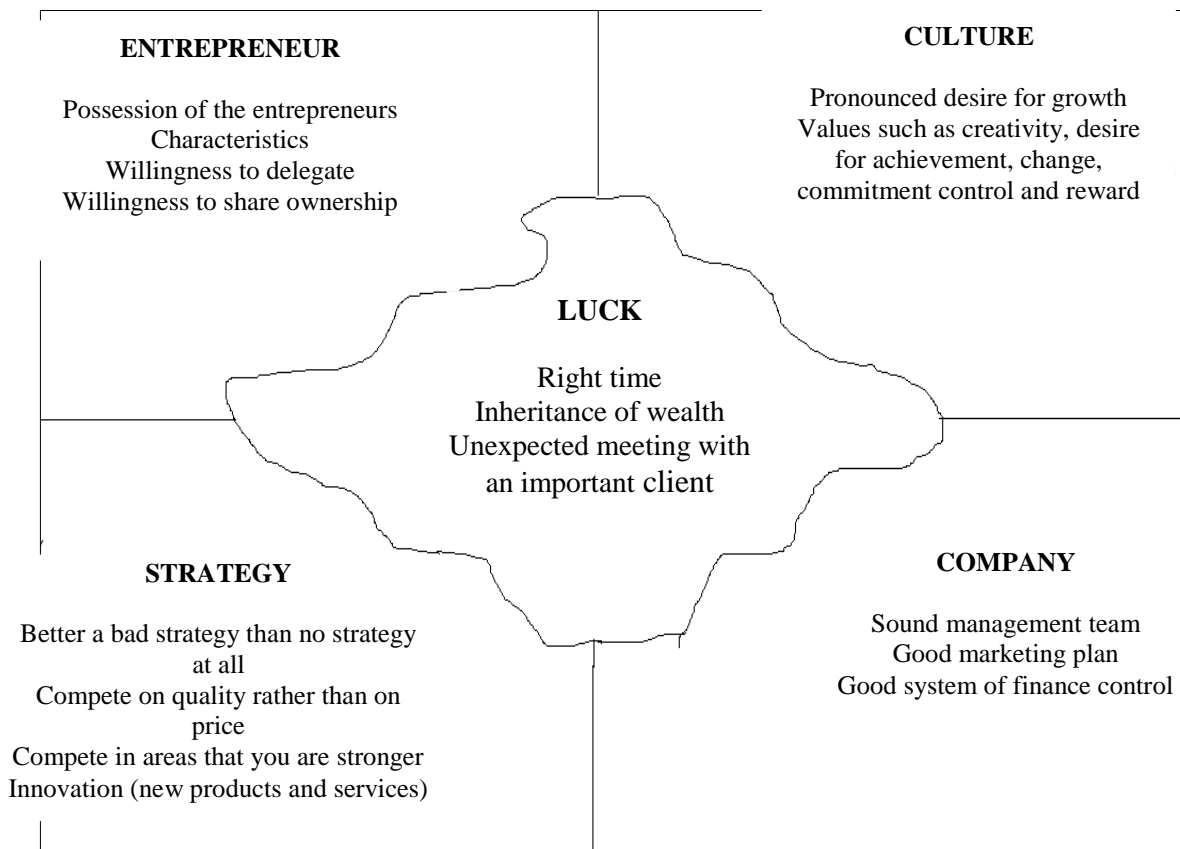 ENTREPRENEUR
Possession of the entrepreneurs
Characteristics
Willingness to delegate
Willingness to share ownership
CULTURE
Pronounced desire for growth
Values such as creativity, desire
for achievement, change,
commitment control and reward
LUCK
Right time
Inheritance of wealth
Unexpected meeting with
an important client
STRATEGY
Better a bad strategy than no strategy
at all
Compete on quality rather than on
price
Compete in areas that you are stronger
Innovation (new products and services)
COMPANY
Sound management team
Good marketing plan
Good system of finance control